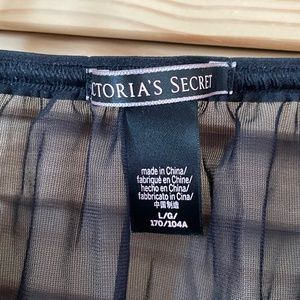 CTORIA'S SECRET
made in China/
fabriqué en Chine/
hecho en China/
fabbricato in Cina/
中国制造
L/G/
170/104A